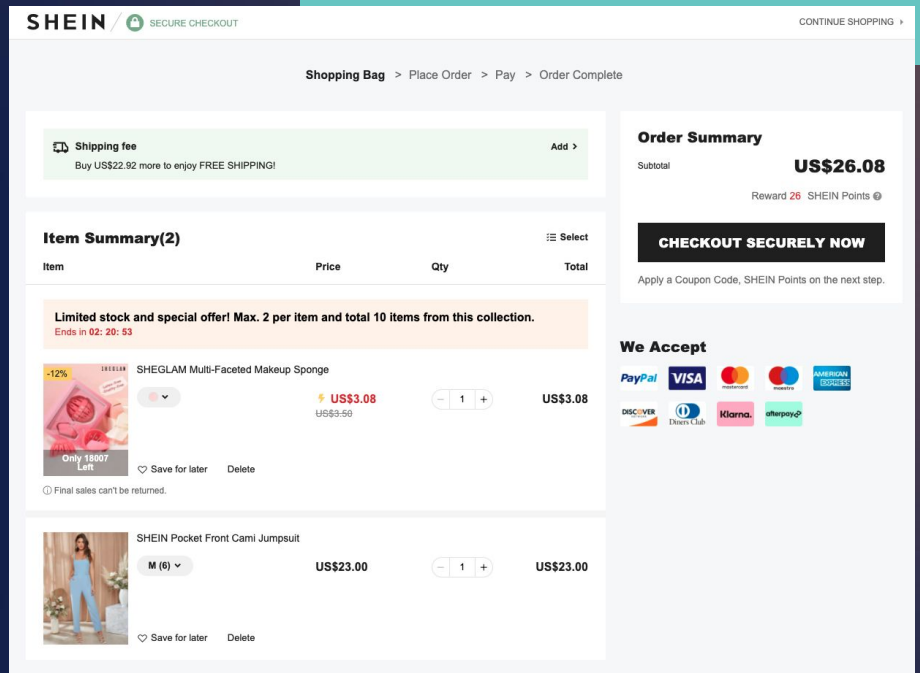 SHEIN / SECURE CHECKOUT
CONTINUE SHOPPING
Shopping Bag > Place Order > Pay > Order Complete
Shipping fee
Add >
Buy US$22.92 more to enjoy FREE SHIPPING!
Item Summary(2)
Select
Item Price Qty Total
Limited stock and special offer! Max. 2 per item and total 10 items from this collection.
Ends in 02: 20: 53
-12%
SHEGLAM
Only 18007
Left
SHEGLAM Multi-Faceted Makeup Sponge
US$3.08
US$3.50
− 1 +
US$3.08
Save for later Delete
Final sales can't be returned.
SHEIN Pocket Front Cami Jumpsuit
M (6)
US$23.00
− 1 +
US$23.00
Save for later Delete
Order Summary
Subtotal US$26.08
Reward 26 SHEIN Points
CHECKOUT SECURELY NOW
Apply a Coupon Code, SHEIN Points on the next step.
We Accept
PayPal VISA mastercard maestro AMERICAN EXPRESS
DISCOVER Diners Club Klarna. afterpay